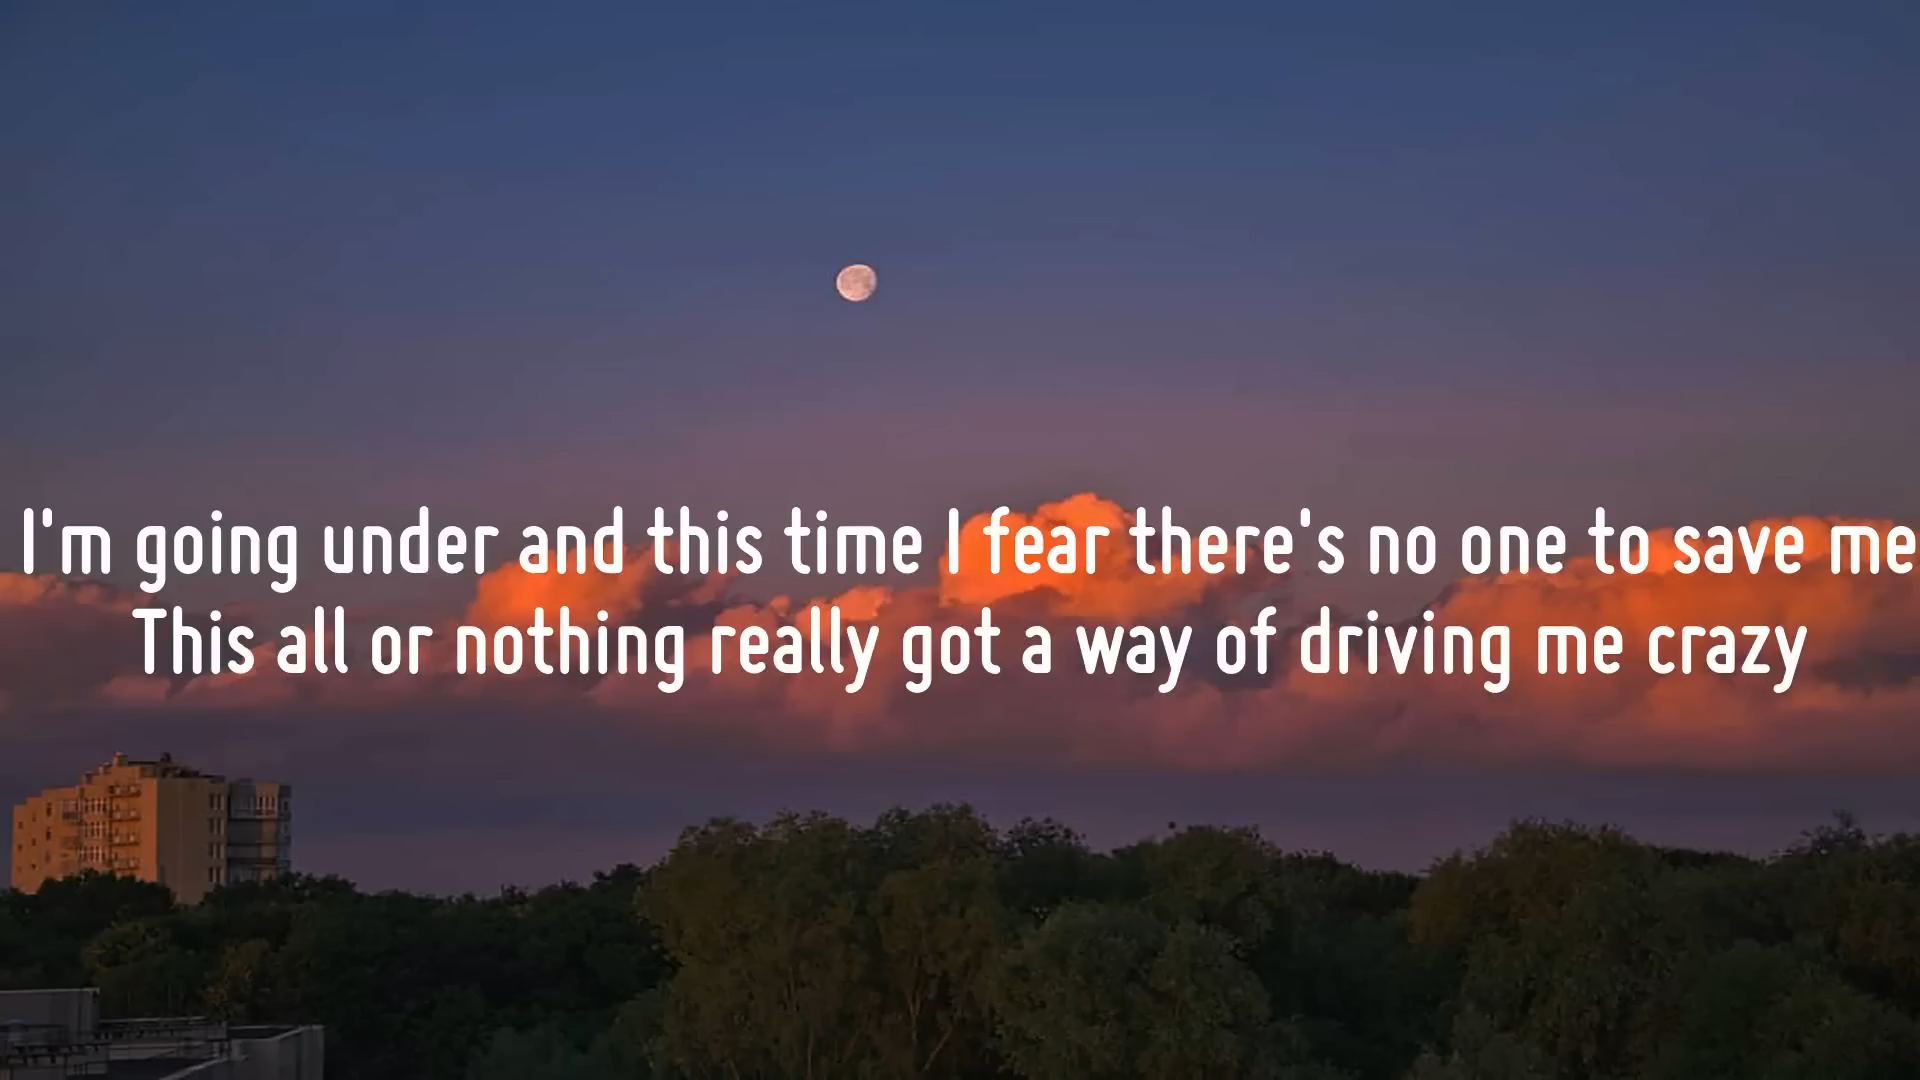 I'm going under and this time I fear there's no one to save me
This all or nothing really got a way of driving me crazy